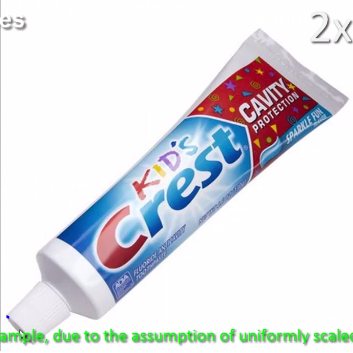 es
2x
CAVITY
PROTECTION
SPARKLE FUN
KID'S
Crest
ADA
FLUORIDE ANTICAVITY
TOOTHPASTE
ample, due to the assumption of uniformly scale